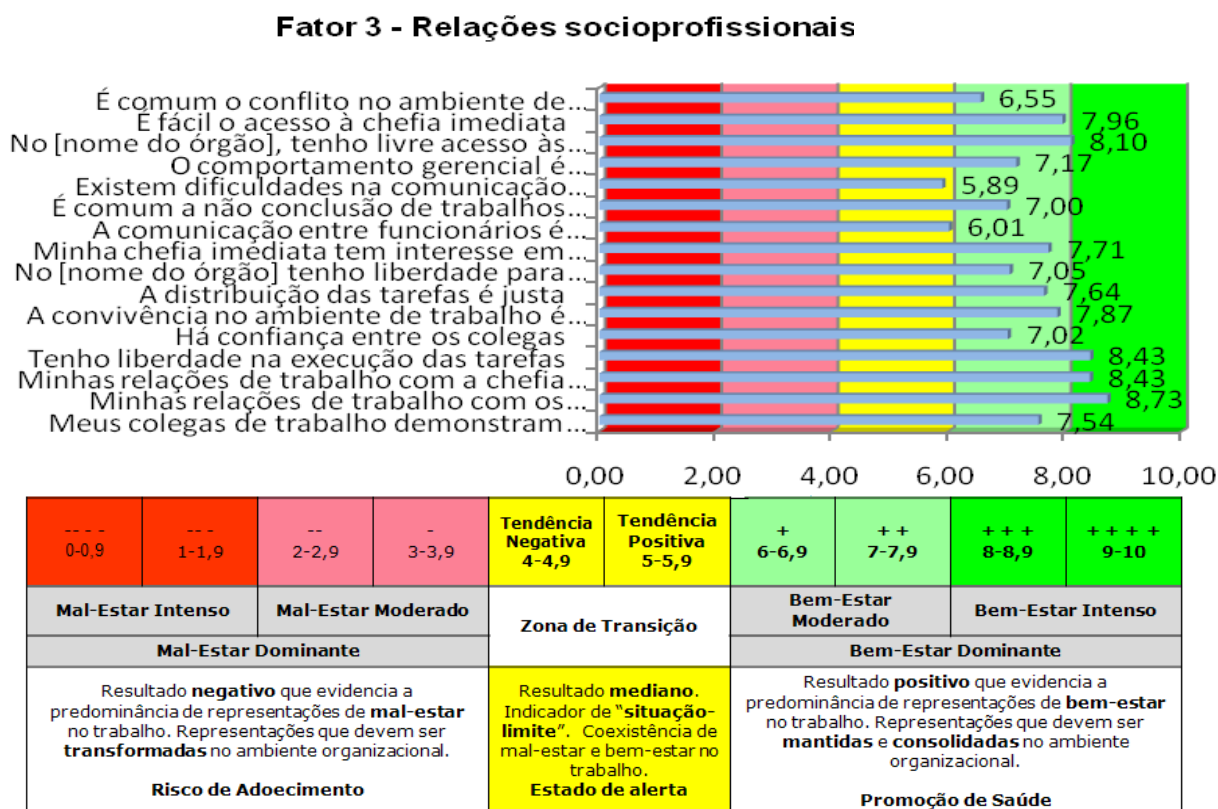 Fator 3 - Relações socioprofissionais
É comum o conflito no ambiente de... 6,55
É fácil o acesso à chefia imediata 7,96
No [nome do órgão], tenho livre acesso às... 8,10
O comportamento gerencial é... 7,17
Existem dificuldades na comunicação... 5,89
É comum a não conclusão de trabalhos... 7,00
A comunicação entre funcionários é... 6,01
Minha chefia imediata tem interesse em... 7,71
No [nome do órgão] tenho liberdade para... 7,05
A distribuição das tarefas é justa 7,64
A convivência no ambiente de trabalho é... 7,87
Há confiança entre os colegas 7,02
Tenho liberdade na execução das tarefas 8,43
Minhas relações de trabalho com a chefia... 8,43
Minhas relações de trabalho com os... 8,73
Meus colegas de trabalho demonstram... 7,54
0,00 2,00 4,00 6,00 8,00 10,00
-- - - -- - -- - Tendência Negativa 4-4,9 Tendência Positiva 5-5,9 + + + + + + + + + +
0-0,9 1-1,9 2-2,9 3-3,9 6-6,9 7-7,9 8-8,9 9-10
Mal-Estar Intenso Mal-Estar Moderado Zona de Transição Bem-Estar Moderado Bem-Estar Intenso
Mal-Estar Dominante Bem-Estar Dominante
Resultado negativo que evidencia a
predominância de representações de mal-estar
no trabalho. Representações que devem ser
transformadas no ambiente organizacional.
Risco de Adoecimento
Resultado mediano.
Indicador de “situação-
limite”. Coexistência de
mal-estar e bem-estar no
trabalho.
Estado de alerta
Resultado positivo que evidencia a
predominância de representações de bem-estar
no trabalho. Representações que devem ser
mantidas e consolidadas no ambiente
organizacional.
Promoção de Saúde